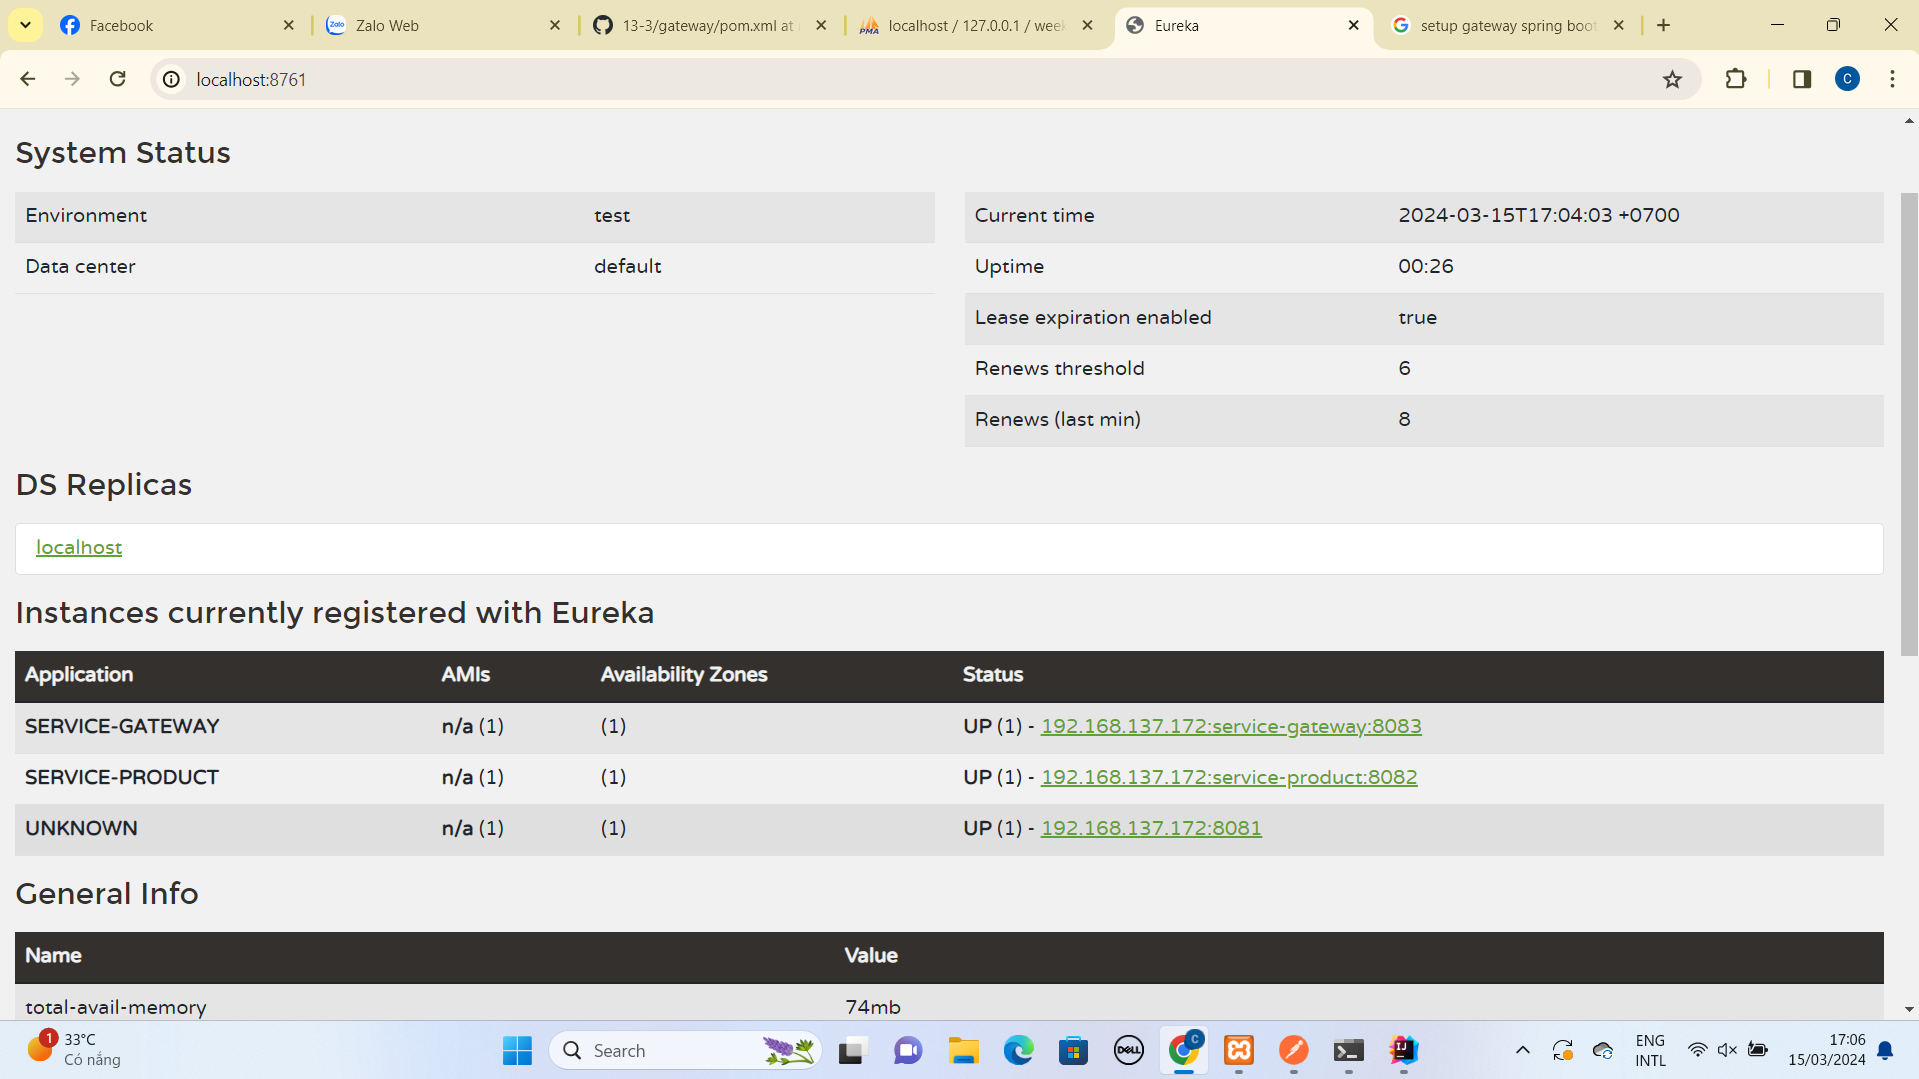 Facebook
Zalo Web
13-3/gateway/pom.xml at
localhost / 127.0.0.1 / week
Eureka
setup gateway spring boot
localhost:8761
C
System Status
Environment test
Data center default
Current time 2024-03-15T17:04:03 +0700
Uptime 00:26
Lease expiration enabled true
Renews threshold 6
Renews (last min) 8
DS Replicas
localhost
Instances currently registered with Eureka
Application AMIs Availability Zones Status
SERVICE-GATEWAY n/a (1) (1) UP (1) - 192.168.137.172:service-gateway:8083
SERVICE-PRODUCT n/a (1) (1) UP (1) - 192.168.137.172:service-product:8082
UNKNOWN n/a (1) (1) UP (1) - 192.168.137.172:8081
General Info
Name Value
total-avail-memory 74mb
1
33°C
Có nắng
Search
DELL
C
ENG
INTL
17:06
15/03/2024